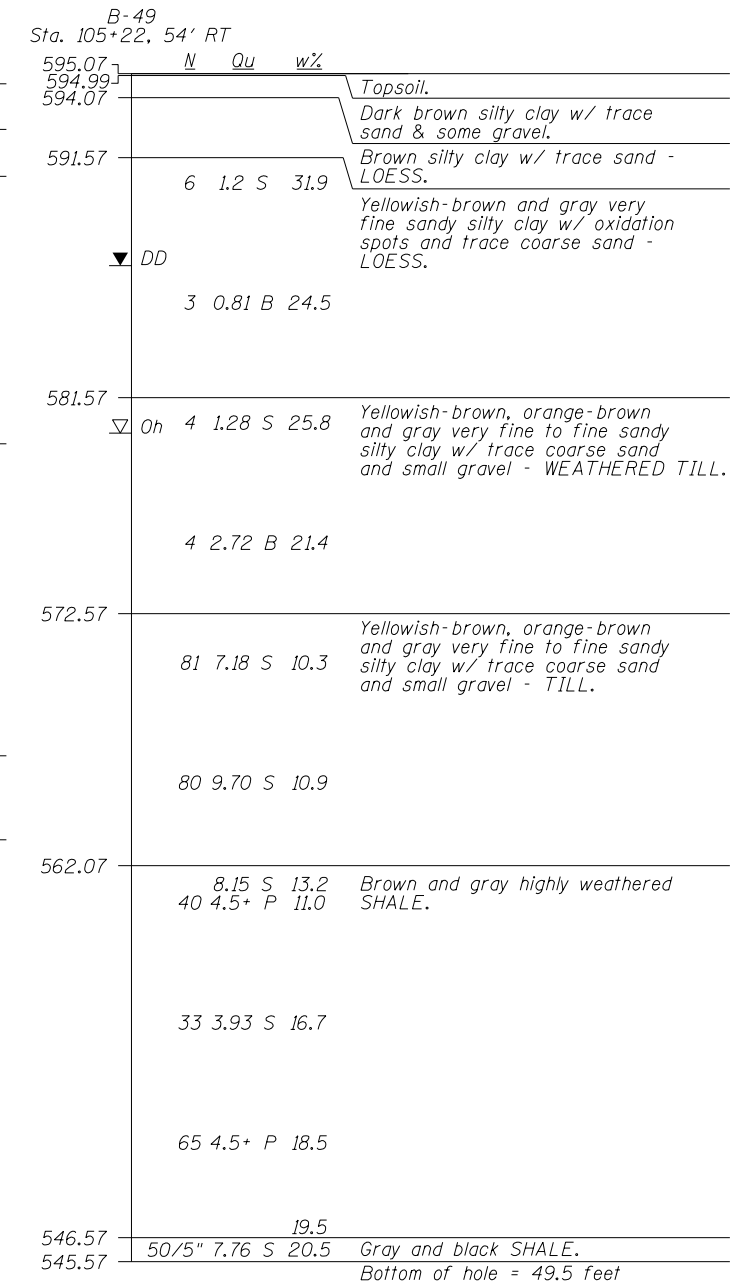 B-49
Sta. 105+22, 54' RT
N Qu w%
595.07
594.99
Topsoil.
594.07
Dark brown silty clay w/ trace
sand & some gravel.
591.57
Brown silty clay w/ trace sand -
LOESS.
6 1.2 S 31.9
Yellowish-brown and gray very
fine sandy silty clay w/ oxidation
spots and trace coarse sand -
LOESS.
DD
3 0.81 B 24.5
581.57
Yellowish-brown, orange-brown
and gray very fine to fine sandy
silty clay w/ trace coarse sand
and small gravel - WEATHERED TILL.
0h 4 1.28 S 25.8
4 2.72 B 21.4
572.57
Yellowish-brown, orange-brown
and gray very fine to fine sandy
silty clay w/ trace coarse sand
and small gravel - TILL.
81 7.18 S 10.3
80 9.70 S 10.9
562.07
8.15 S 13.2 Brown and gray highly weathered
40 4.5+ P 11.0 SHALE.
33 3.93 S 16.7
65 4.5+ P 18.5
19.5
546.57
50/5" 7.76 S 20.5 Gray and black SHALE.
545.57
Bottom of hole = 49.5 feet